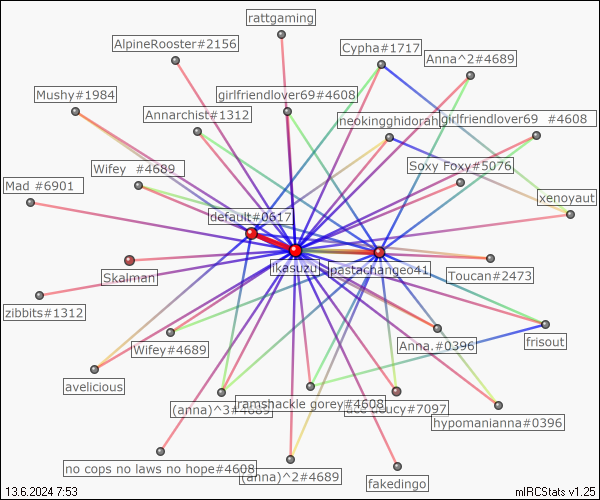 rattgaming
AlpineRooster#2156
Cypha#1717
Anna^2#4689
Mushy#1984
girlfriendlover69#4608
Annarchist#1312
neokingghidorah
girlfriendlover69 #4608
Wifey #4689
Soxy Foxy#5076
Mad #6901
xenoyaut
default#0617
ikasuzu
pastachangeo41
Skalman
Toucan#2473
zibbits#1312
Wifey#4689
Anna.#0396
frisout
avelicious
(anna)^3#4689
ramshackle gorey#4608
#7097
hypomanianna#0396
no cops no laws no hope#4608
(anna)^2#4689
fakedingo
13.6.2024 7:53
mIRCStats v1.25